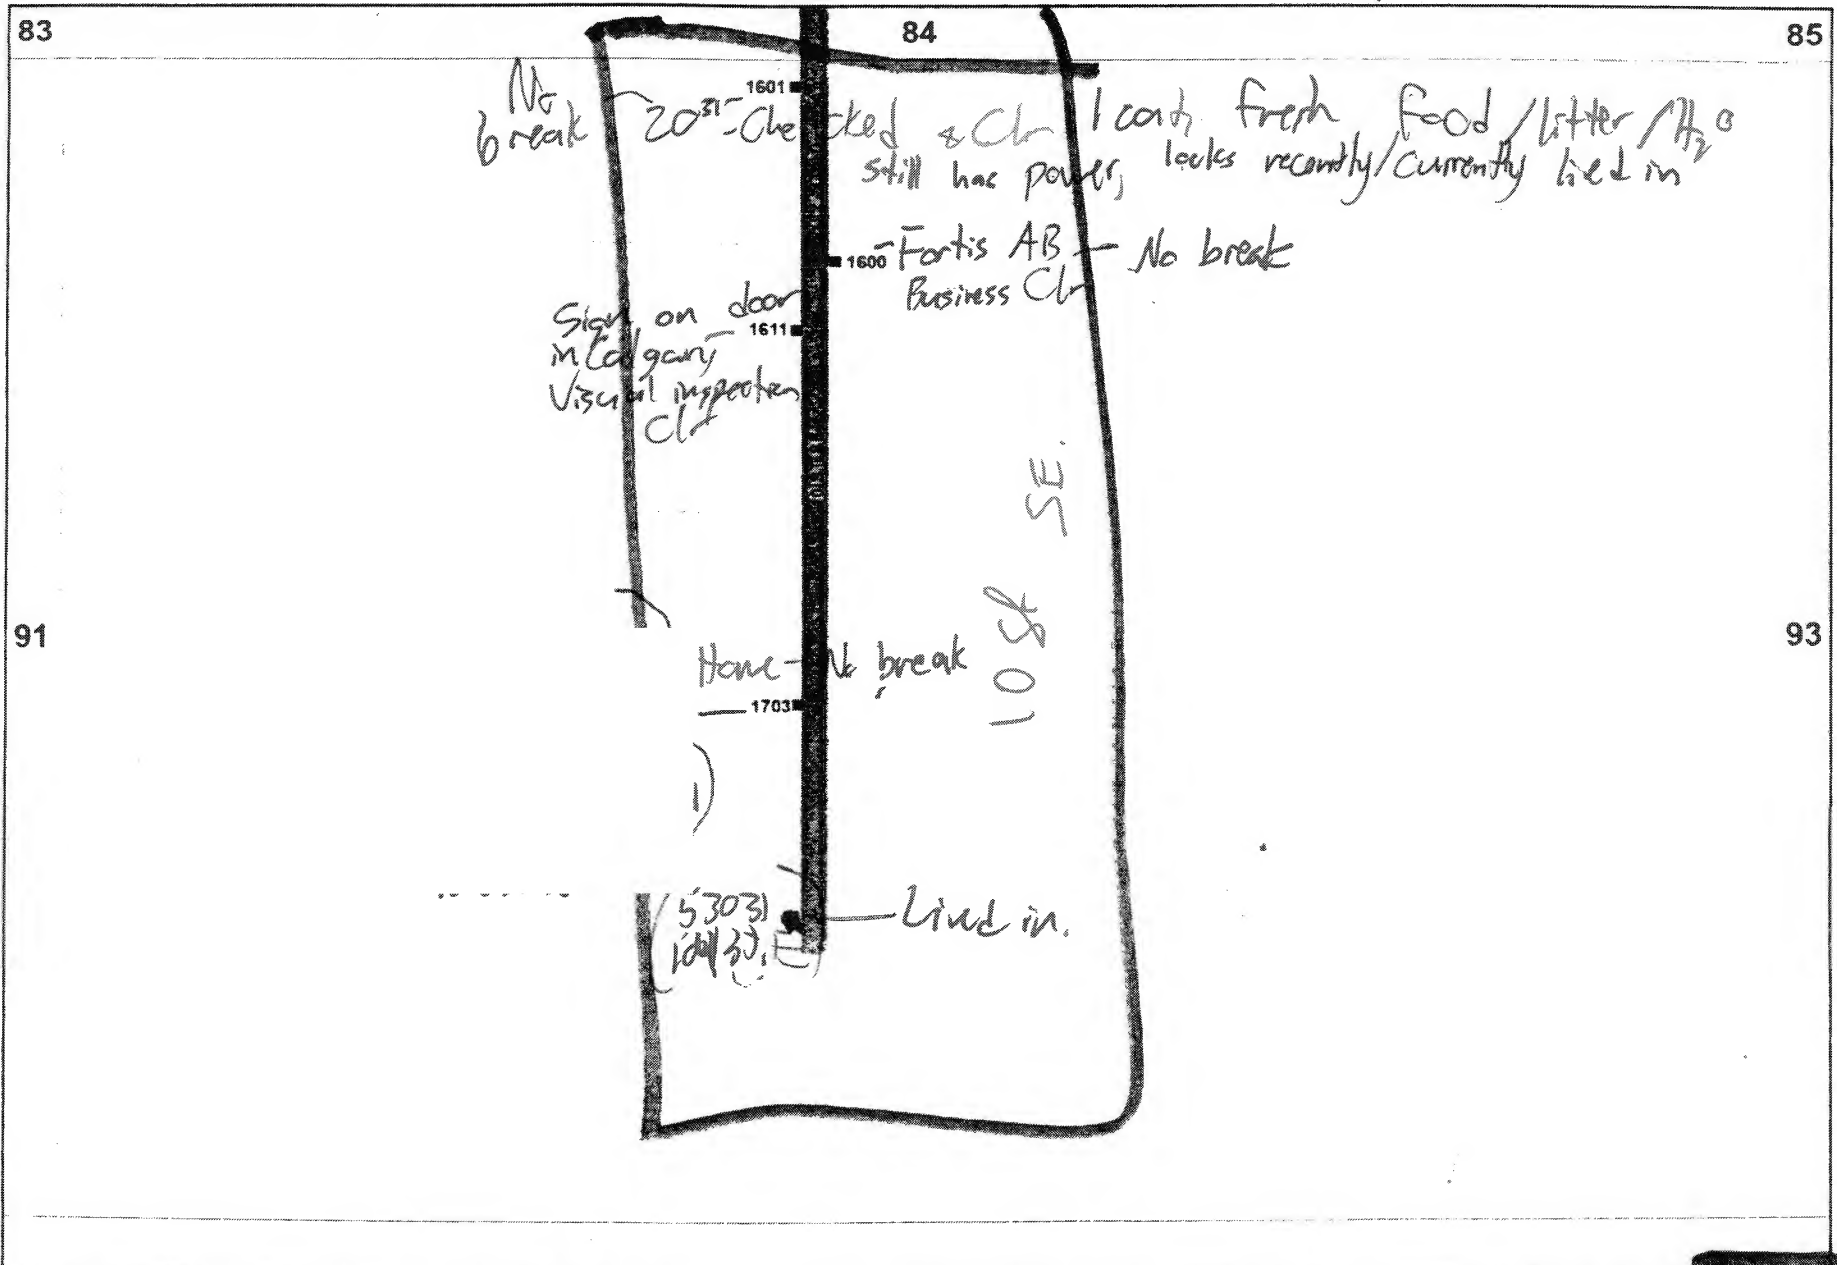 83 84 85
No
break
1601
20³¹ - Checked & Clr 1 cat, fresh food / litter / H₂O
still has power, looks recently/currently lived in
1600 - Fortis AB - No break
Business Clr
Sign on door
1611
in Calgary
Visual inspection
Clr
10 St SE.
91 93
Home - No break
1703
1)
53031
Lived in.